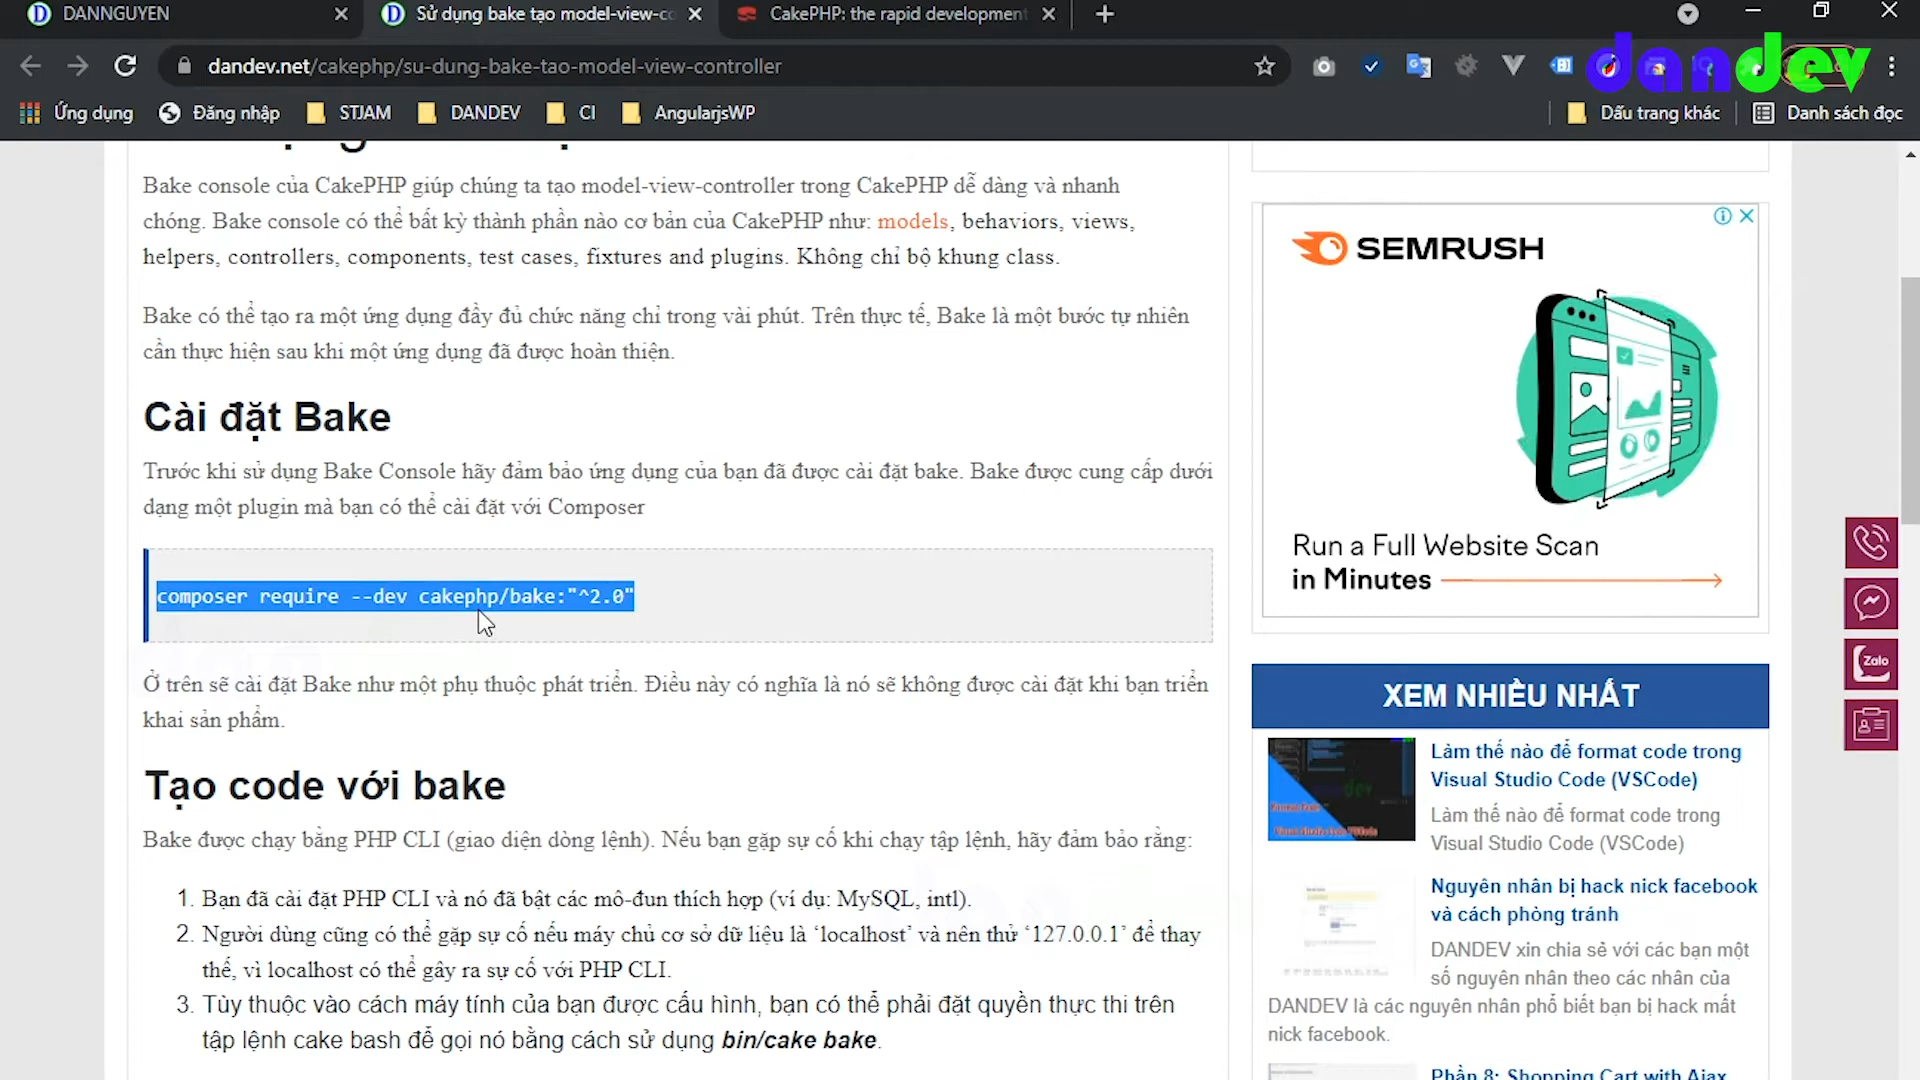 DANNGUYEN
Sử dụng bake tạo model-view-co
CakePHP: the rapid development
dandev.net/cakephp/su-dung-bake-tao-model-view-controller
dandev
Ứng dụng
Đăng nhập
STJAM
DANDEV
CI
AngularjsWP
Dấu trang khác
Danh sách đọc
Bake console của CakePHP giúp chúng ta tạo model-view-controller trong CakePHP dễ dàng và nhanh
chóng. Bake console có thể bất kỳ thành phần nào cơ bản của CakePHP như: models, behaviors, views,
helpers, controllers, components, test cases, fixtures and plugins. Không chỉ bộ khung class.
Bake có thể tạo ra một ứng dụng đầy đủ chức năng chỉ trong vài phút. Trên thực tế, Bake là một bước tự nhiên
cần thực hiện sau khi một ứng dụng đã được hoàn thiện.
Cài đặt Bake
Trước khi sử dụng Bake Console hãy đảm bảo ứng dụng của bạn đã được cài đặt bake. Bake được cung cấp dưới
dạng một plugin mà bạn có thể cài đặt với Composer
composer require --dev cakephp/bake:"^2.0"
Ở trên sẽ cài đặt Bake như một phụ thuộc phát triển. Điều này có nghĩa là nó sẽ không được cài đặt khi bạn triển
khai sản phẩm.
Tạo code với bake
Bake được chạy bằng PHP CLI (giao diện dòng lệnh). Nếu bạn gặp sự cố khi chạy tập lệnh, hãy đảm bảo rằng:
1. Bạn đã cài đặt PHP CLI và nó đã bật các mô-đun thích hợp (ví dụ: MySQL, intl).
2. Người dùng cũng có thể gặp sự cố nếu máy chủ cơ sở dữ liệu là ‘localhost’ và nên thử ‘127.0.0.1’ để thay
thế, vì localhost có thể gây ra sự cố với PHP CLI.
3. Tùy thuộc vào cách máy tính của bạn được cấu hình, bạn có thể phải đặt quyền thực thi trên
tập lệnh cake bash để gọi nó bằng cách sử dụng bin/cake bake.
SEMRUSH
Run a Full Website Scan
in Minutes
Zalo
XEM NHIỀU NHẤT
Làm thế nào để format code trong
Visual Studio Code (VSCode)
Làm thế nào để format code trong
Visual Studio Code (VSCode)
Nguyên nhân bị hack nick facebook
và cách phòng tránh
DANDEV xin chia sẻ với các bạn một
số nguyên nhân theo các nhân của
DANDEV là các nguyên nhân phổ biết bạn bị hack mất
nick facebook.
Phần 8: Shopping Cart with Ajax